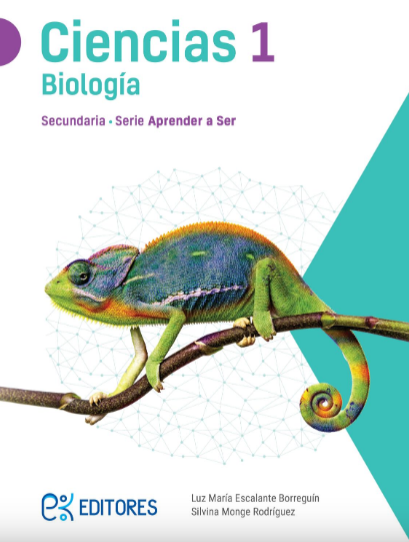 Ciencias 1
Biología
Secundaria • Serie Aprender a Ser
EDITORES
Luz María Escalante Borreguín
Silvina Monge Rodríguez